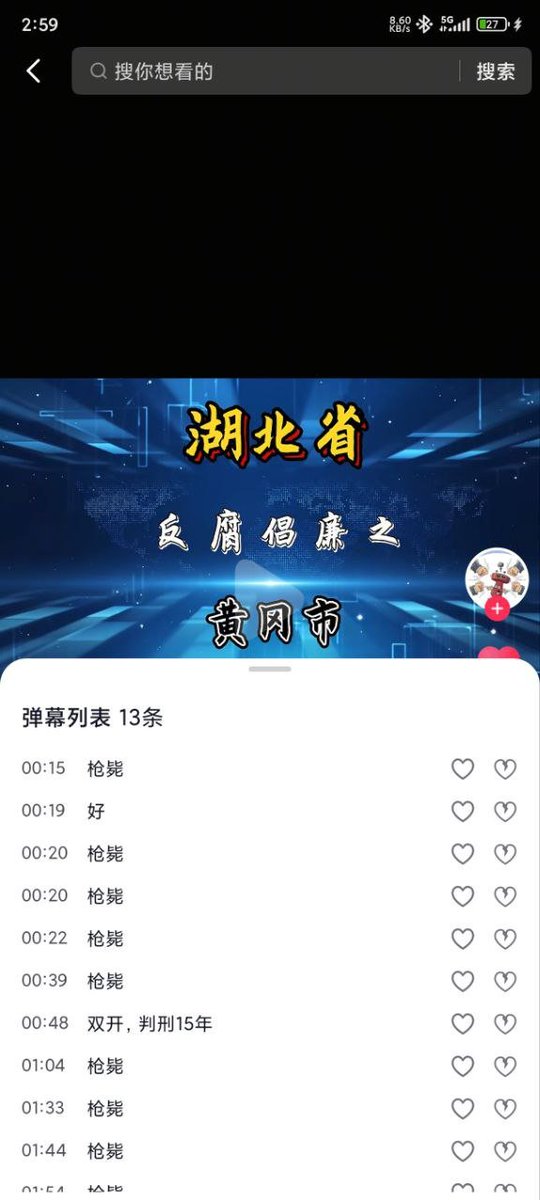 2:59
8.60 KB/s 5G 27
搜你想看的 搜索
湖北省
反腐倡廉之
黄冈市
弹幕列表 13条
00:15 枪毙
00:19 好
00:20 枪毙
00:20 枪毙
00:22 枪毙
00:39 枪毙
00:48 双开，判刑15年
01:04 枪毙
01:33 枪毙
01:44 枪毙
01:54 枪毙